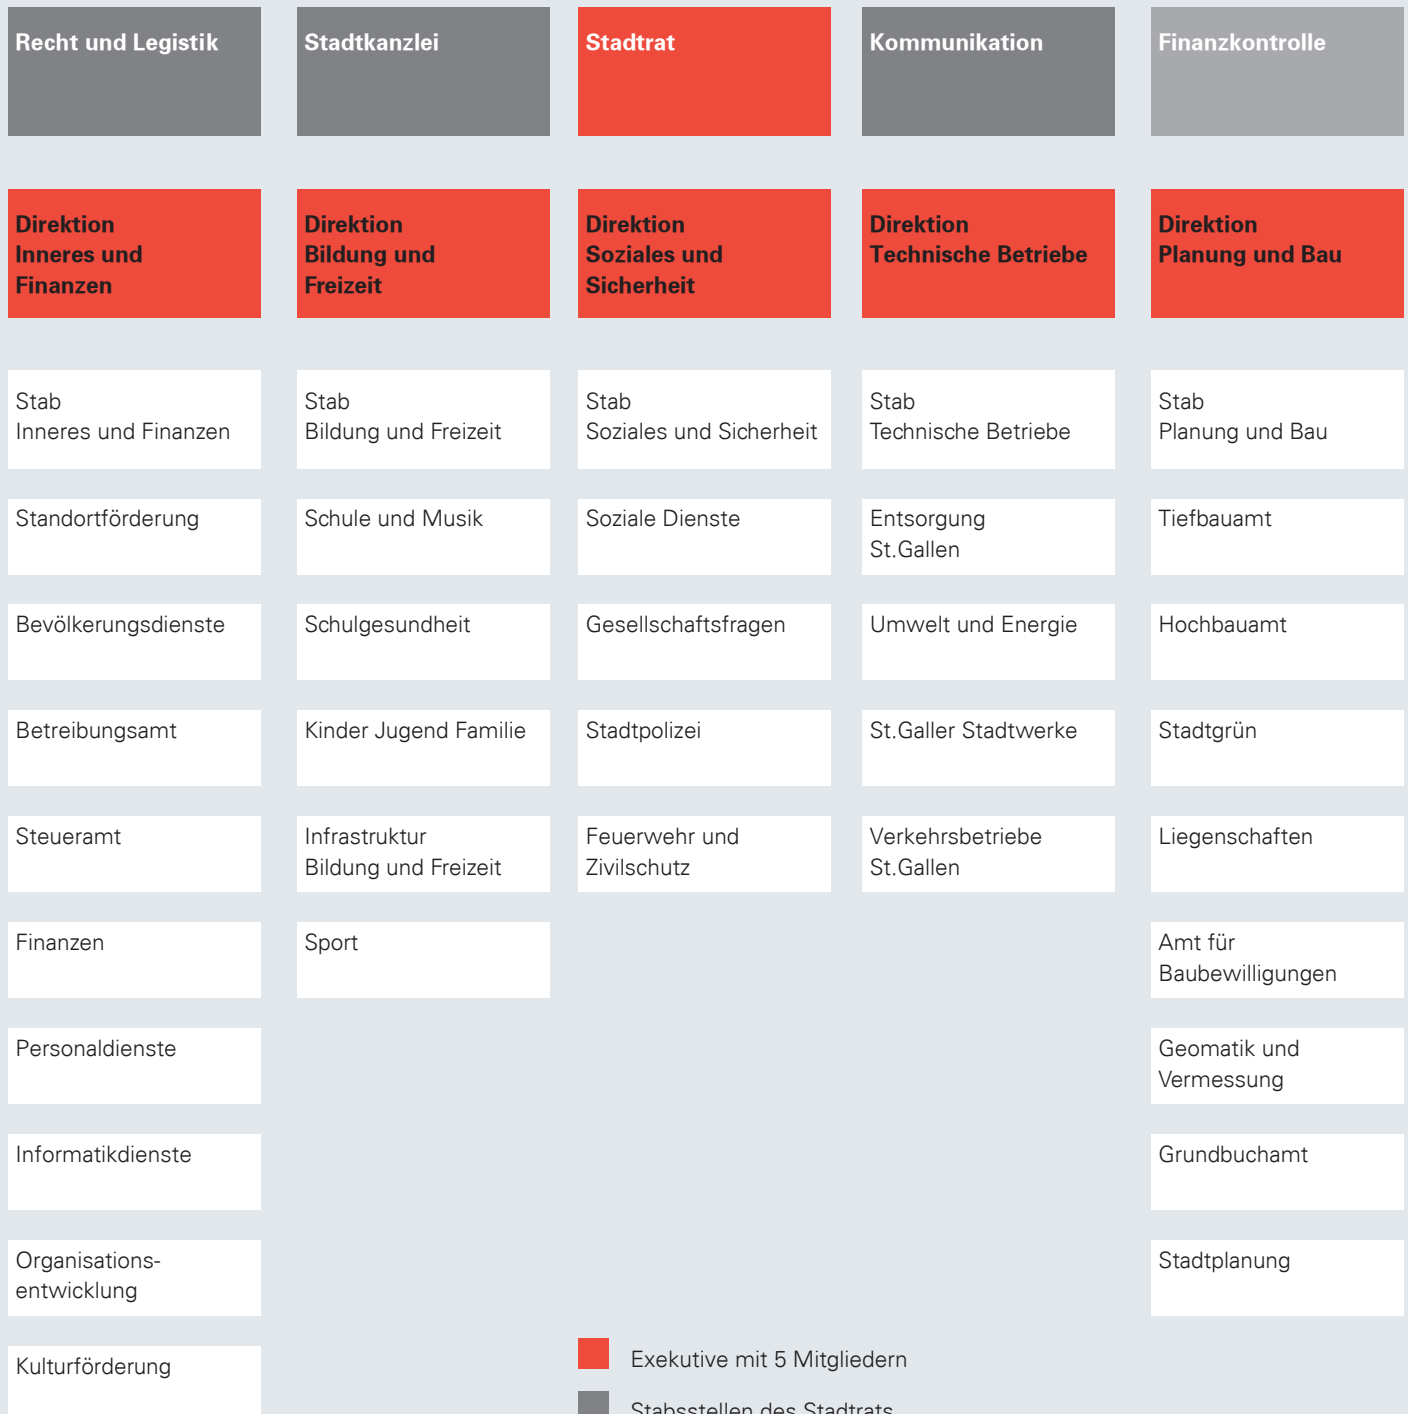 Recht und Legistik
Stadtkanzlei
Stadtrat
Kommunikation
Finanzkontrolle
Direktion
Inneres und
Finanzen
Direktion
Bildung und
Freizeit
Direktion
Soziales und
Sicherheit
Direktion
Technische Betriebe
Direktion
Planung und Bau
Stab
Inneres und Finanzen
Stab
Bildung und Freizeit
Stab
Soziales und Sicherheit
Stab
Technische Betriebe
Stab
Planung und Bau
Standortförderung
Schule und Musik
Soziale Dienste
Entsorgung
St.Gallen
Tiefbauamt
Bevölkerungsdienste
Schulgesundheit
Gesellschaftsfragen
Umwelt und Energie
Hochbauamt
Betreibungsamt
Kinder Jugend Familie
Stadtpolizei
St.Galler Stadtwerke
Stadtgrün
Steueramt
Infrastruktur
Bildung und Freizeit
Feuerwehr und
Zivilschutz
Verkehrsbetriebe
St.Gallen
Liegenschaften
Finanzen
Sport
Amt für
Baubewilligungen
Personaldienste
Geomatik und
Vermessung
Informatikdienste
Grundbuchamt
Organisations-
entwicklung
Stadtplanung
Kulturförderung
Exekutive mit 5 Mitgliedern
Stabsstellen des Stadtrats